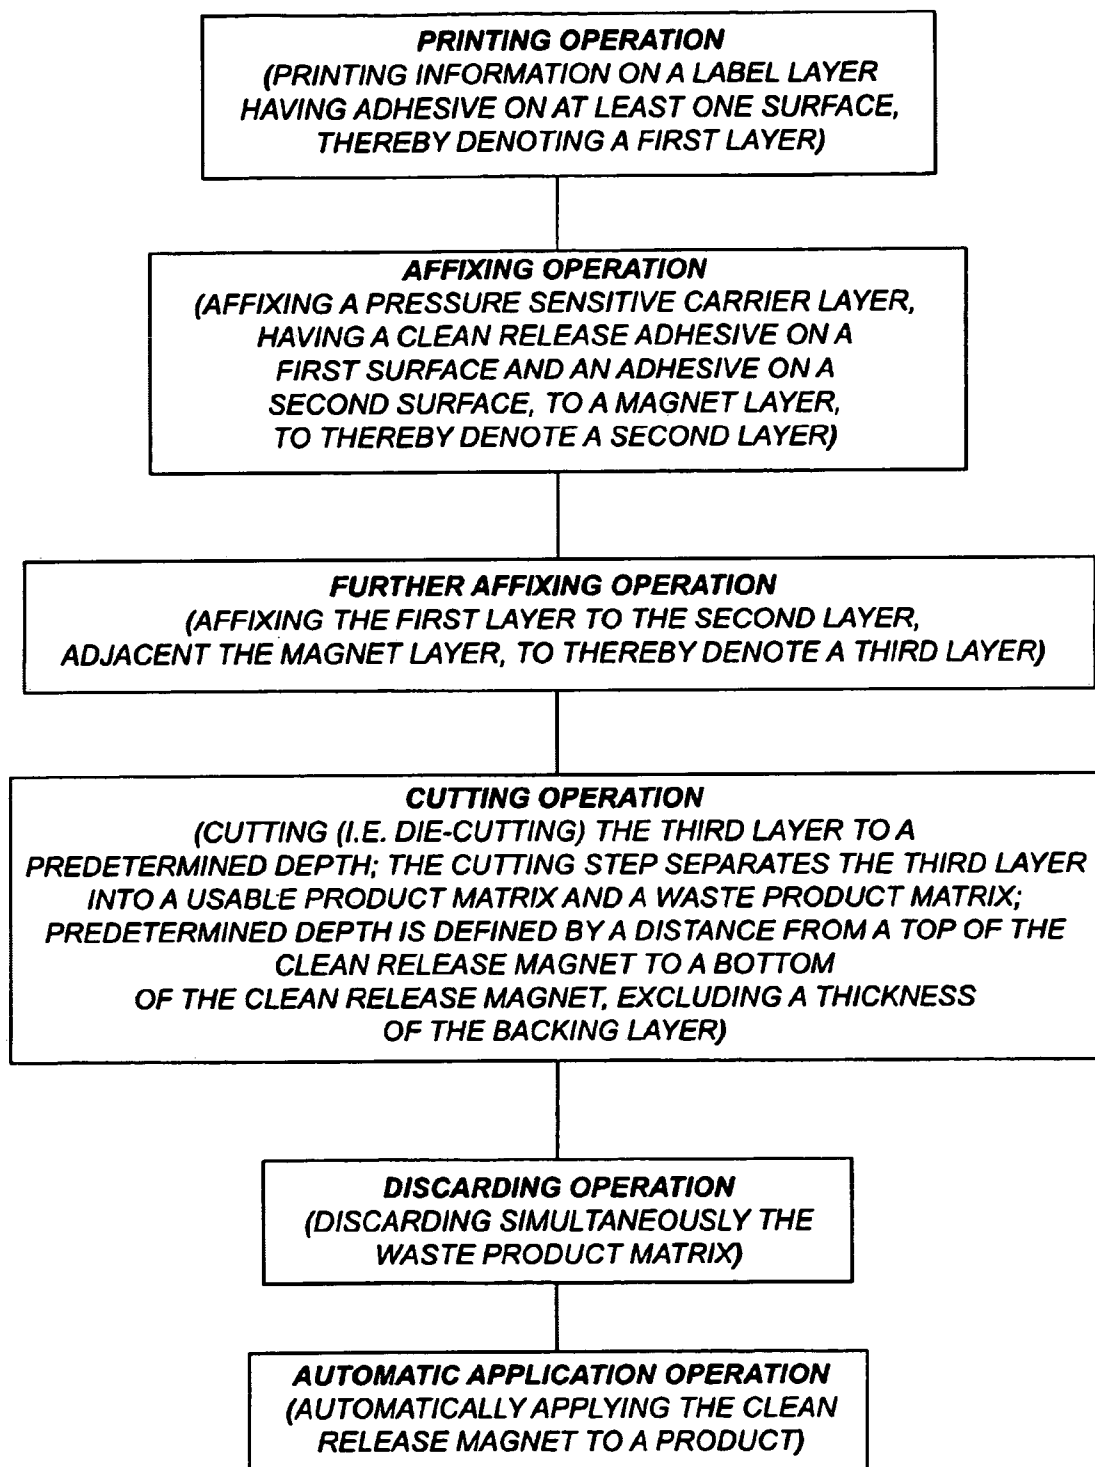 PRINTING OPERATION
(PRINTING INFORMATION ON A LABEL LAYER
HAVING ADHESIVE ON AT LEAST ONE SURFACE,
THEREBY DENOTING A FIRST LAYER)
AFFIXING OPERATION
(AFFIXING A PRESSURE SENSITIVE CARRIER LAYER,
HAVING A CLEAN RELEASE ADHESIVE ON A
FIRST SURFACE AND AN ADHESIVE ON A
SECOND SURFACE, TO A MAGNET LAYER,
TO THEREBY DENOTE A SECOND LAYER)
FURTHER AFFIXING OPERATION
(AFFIXING THE FIRST LAYER TO THE SECOND LAYER,
ADJACENT THE MAGNET LAYER, TO THEREBY DENOTE A THIRD LAYER)
CUTTING OPERATION
(CUTTING (I.E. DIE-CUTTING) THE THIRD LAYER TO A
PREDETERMINED DEPTH; THE CUTTING STEP SEPARATES THE THIRD LAYER
INTO A USABLE PRODUCT MATRIX AND A WASTE PRODUCT MATRIX;
PREDETERMINED DEPTH IS DEFINED BY A DISTANCE FROM A TOP OF THE
CLEAN RELEASE MAGNET TO A BOTTOM
OF THE CLEAN RELEASE MAGNET, EXCLUDING A THICKNESS
OF THE BACKING LAYER)
DISCARDING OPERATION
(DISCARDING SIMULTANEOUSLY THE
WASTE PRODUCT MATRIX)
AUTOMATIC APPLICATION OPERATION
(AUTOMATICALLY APPLYING THE CLEAN
RELEASE MAGNET TO A PRODUCT)